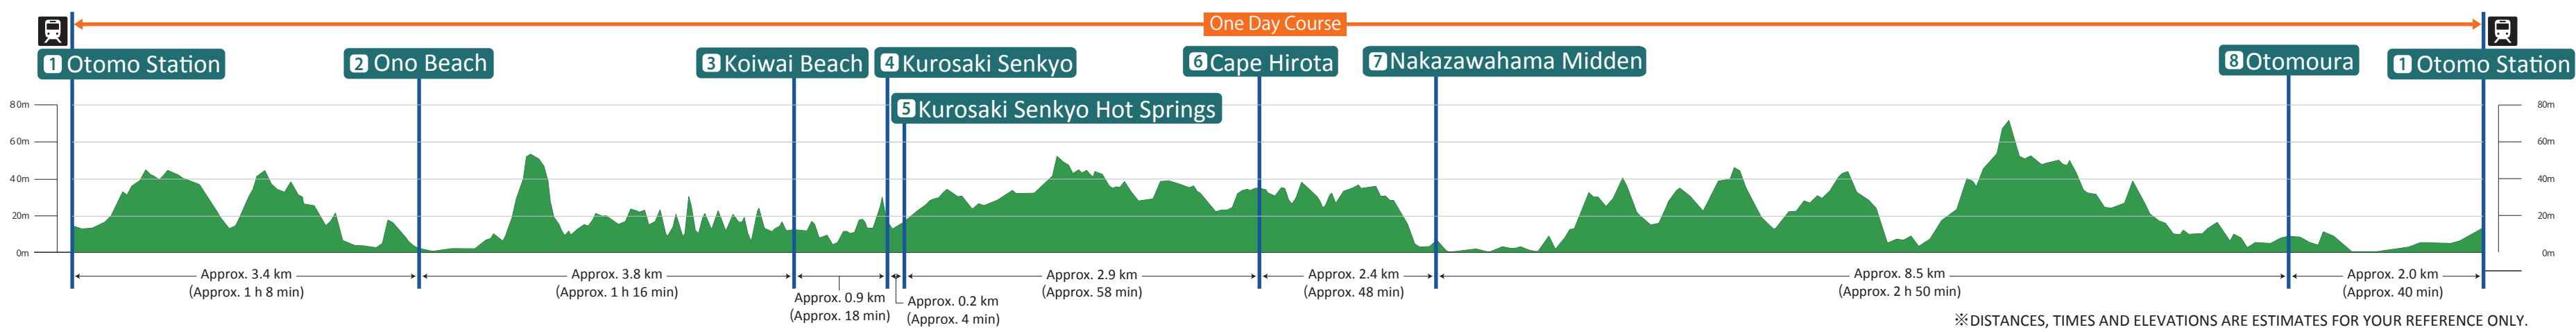 One Day Course
1 Otomo Station
2 Ono Beach
3 Koiwai Beach
4 Kurosaki Senkyo
5 Kurosaki Senkyo Hot Springs
6 Cape Hirota
7 Nakazawahama Midden
8 Otomoura
1 Otomo Station
80m
60m
40m
20m
0m
80m
60m
40m
20m
0m
Approx. 3.4 km
(Approx. 1 h 8 min)
Approx. 3.8 km
(Approx. 1 h 16 min)
Approx. 0.9 km
(Approx. 18 min)
Approx. 0.2 km
(Approx. 4 min)
Approx. 2.9 km
(Approx. 58 min)
Approx. 2.4 km
(Approx. 48 min)
Approx. 8.5 km
(Approx. 2 h 50 min)
Approx. 2.0 km
(Approx. 40 min)
※DISTANCES, TIMES AND ELEVATIONS ARE ESTIMATES FOR YOUR REFERENCE ONLY.